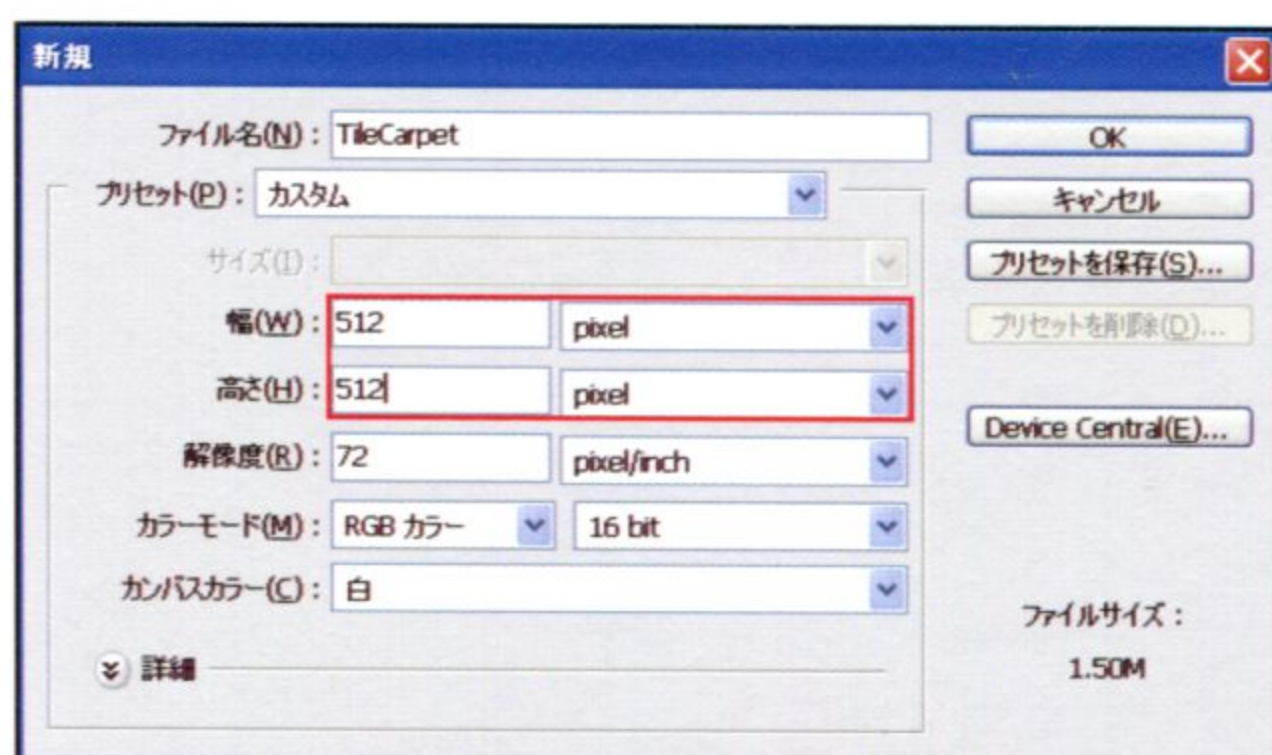 新規
ファイル名(N)： TileCarpet
OK
プリセット(P)： カスタム
キャンセル
サイズ(I)：
プリセットを保存(S)...
幅(W)： 512 pixel
プリセットを削除(D)...
高さ(H)： 512 pixel
Device Central(E)...
解像度(R)： 72 pixel/inch
カラーモード(M)： RGB カラー 16 bit
カンバスカラー(C)： 白
ファイルサイズ：
詳細
1.50M